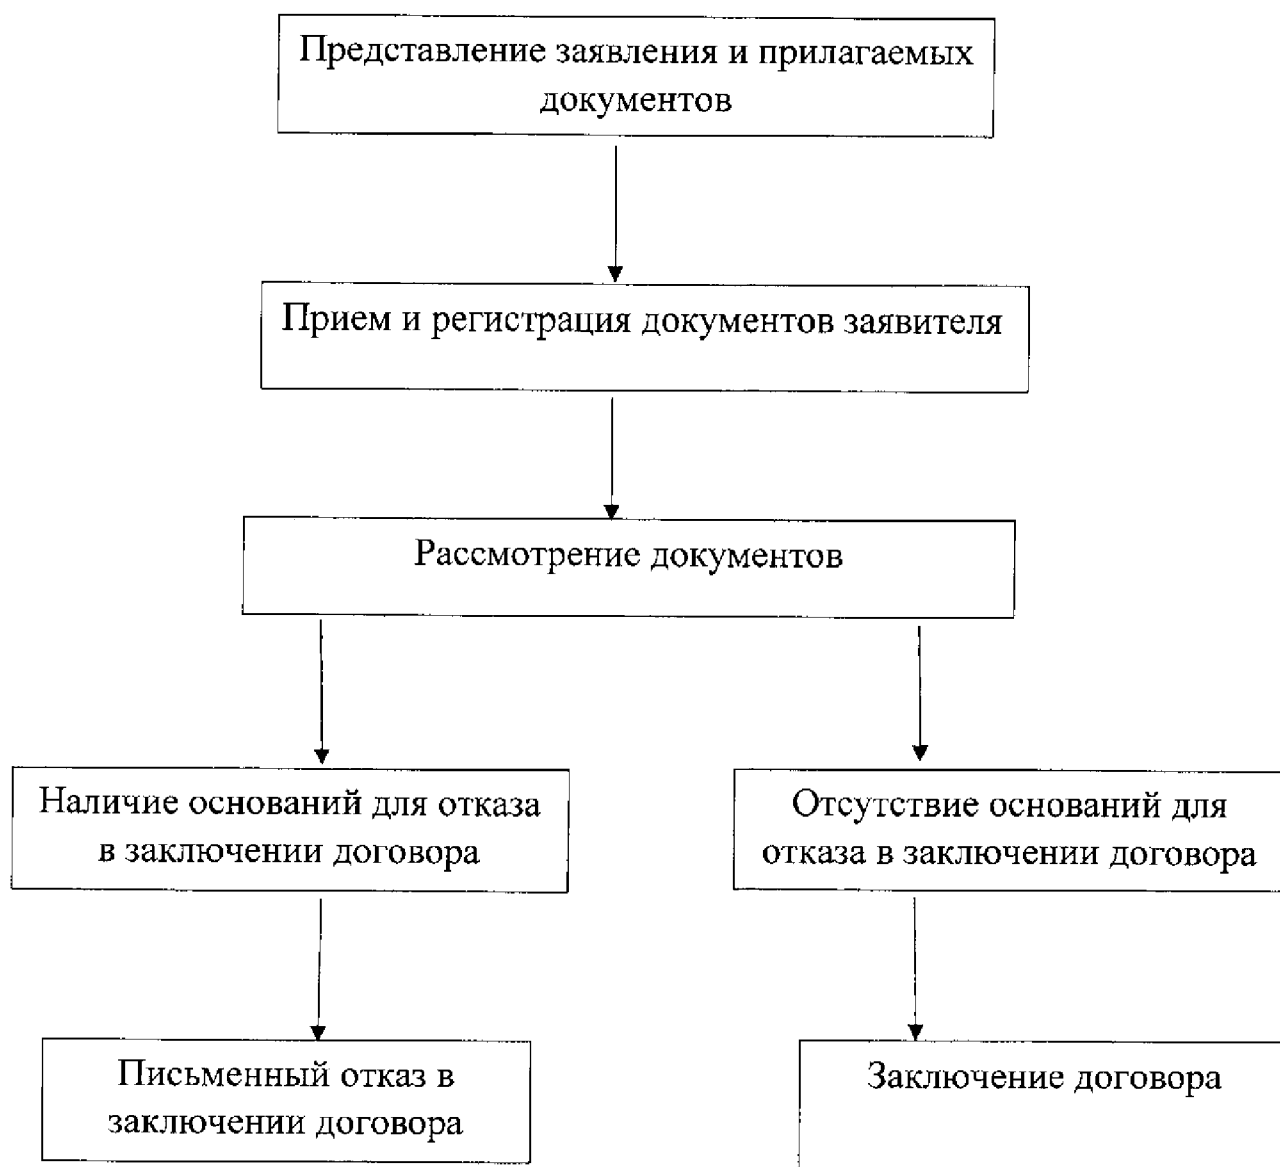 Представление заявления и прилагаемых
документов
Прием и регистрация документов заявителя
Рассмотрение документов
Наличие оснований для отказа
в заключении договора
Отсутствие оснований для
отказа в заключении договора
Письменный отказ в
заключении договора
Заключение договора